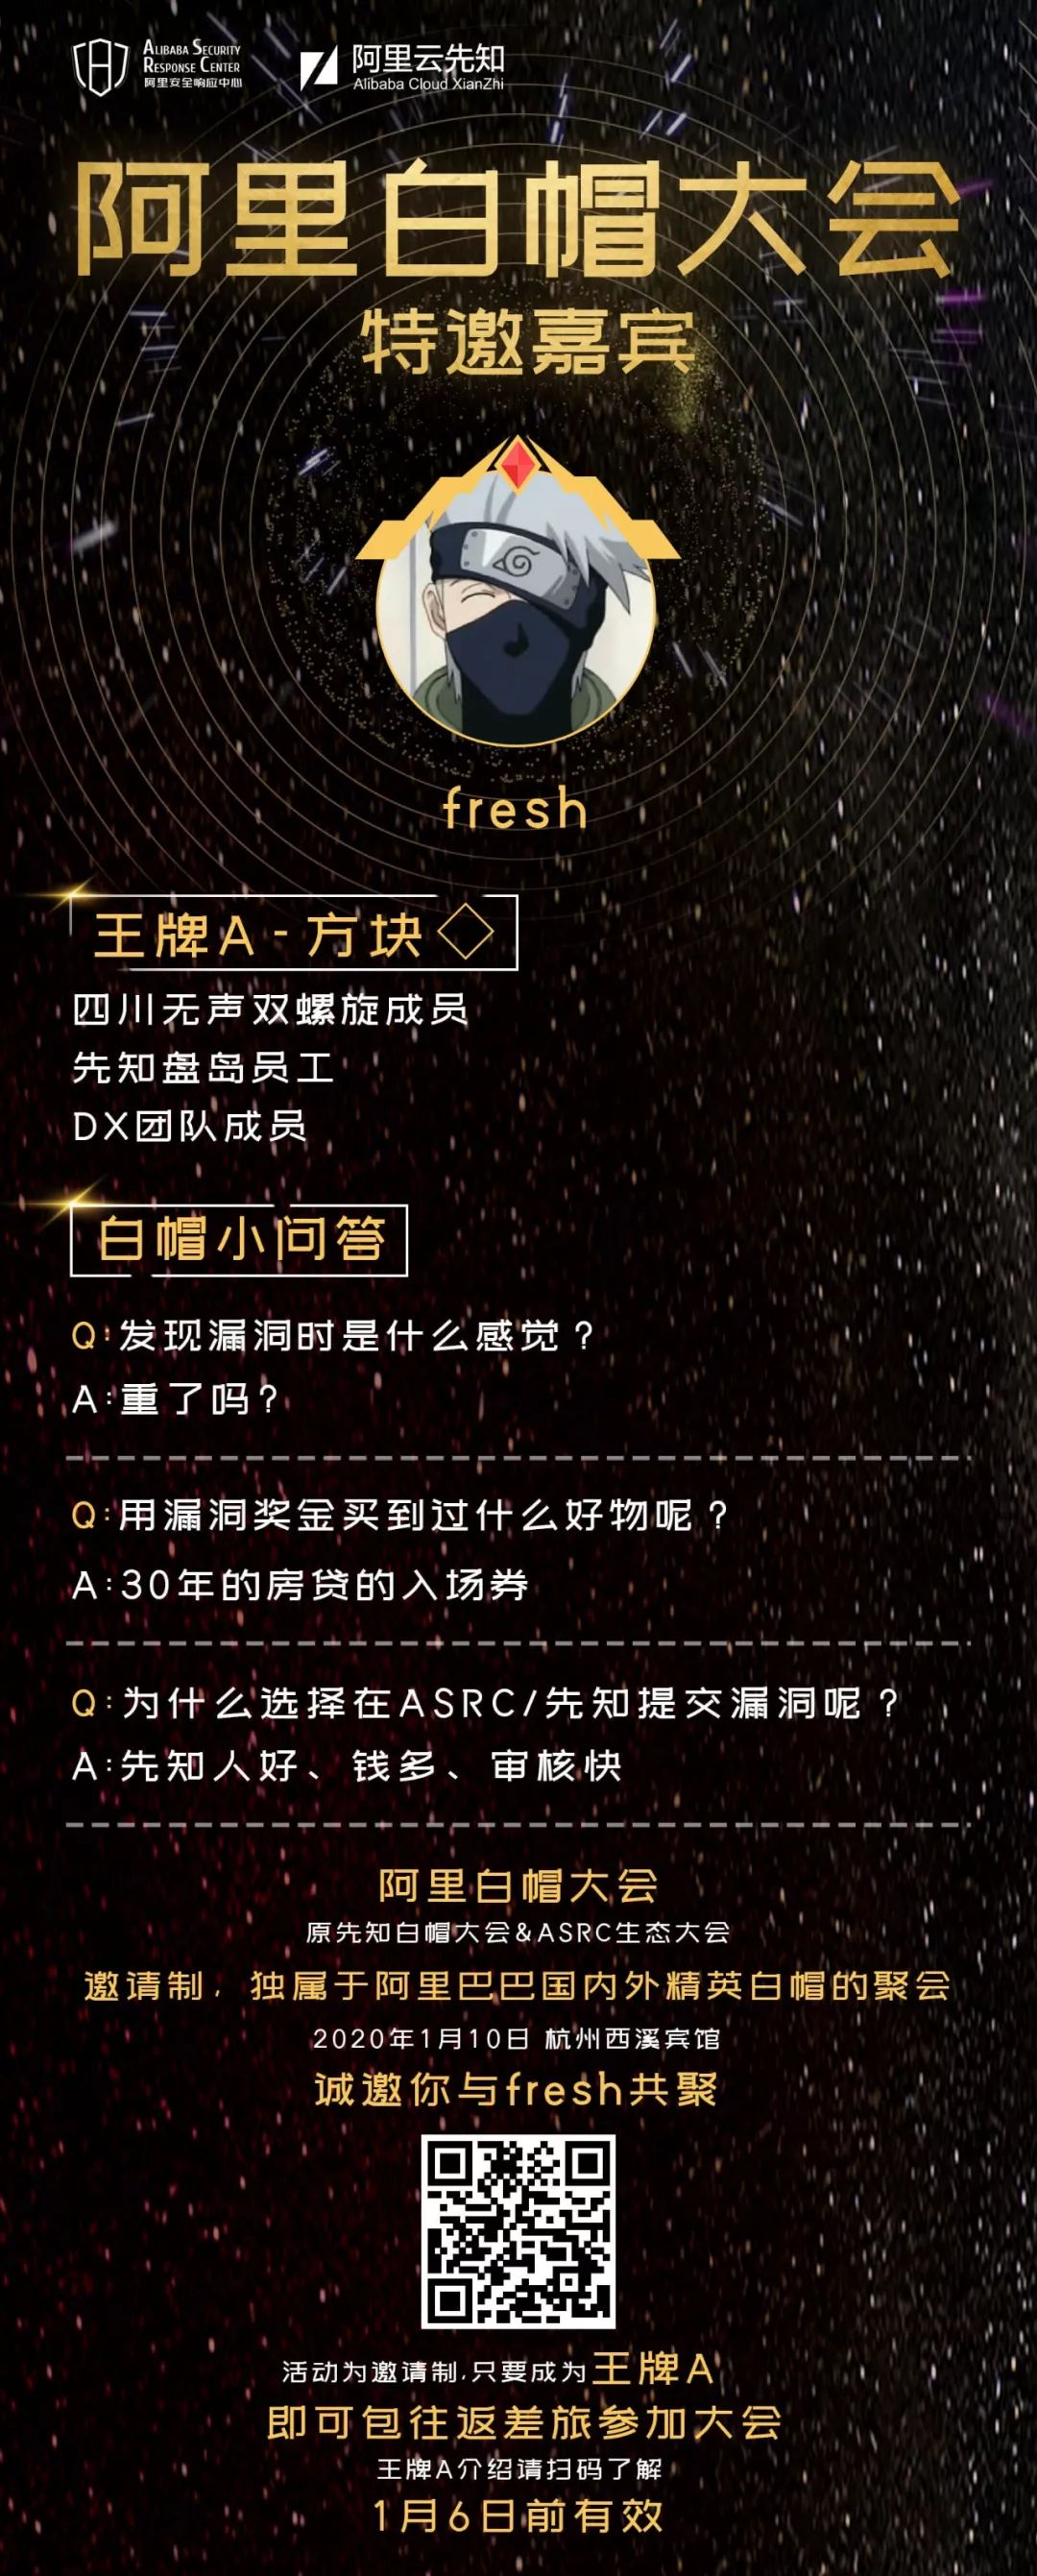 ALIBABA SECURITY
RESPONSE CENTER
阿里安全响应中心
阿里云先知
Alibaba Cloud XianZhi
阿里白帽大会
特邀嘉宾
fresh
王牌A-方块
四川无声双螺旋成员
先知盘岛员工
DX团队成员
白帽小问答
Q:发现漏洞时是什么感觉？
A:重了吗?
Q:用漏洞奖金买到过什么好物呢？
A:30年的房贷的入场券
Q:为什么选择在ASRC/先知提交漏洞呢？
A:先知人好、钱多、审核快
阿里白帽大会
原先知白帽大会&ASRC生态大会
邀请制，独属于阿里巴巴国内外精英白帽的聚会
2020年1月10日 杭州西溪宾馆
诚邀你与fresh共聚
活动为邀请制,只要成为王牌A
即可包往返差旅参加大会
王牌A介绍请扫码了解
1月6日前有效